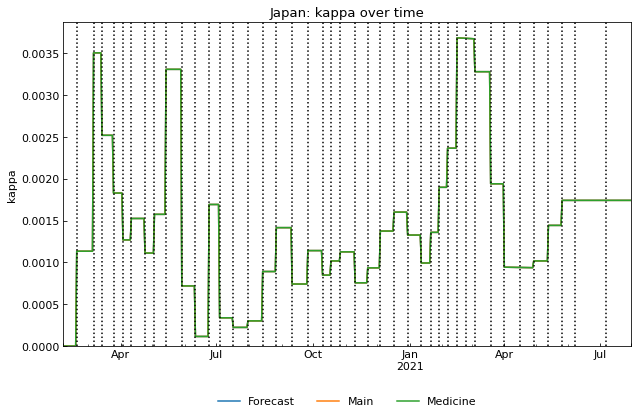 Japan: kappa over time
kappa
0.0035
0.0030
0.0025
0.0020
0.0015
0.0010
0.0005
0.0000
Apr Jul Oct Jan Apr Jul
2021
Forecast Main Medicine